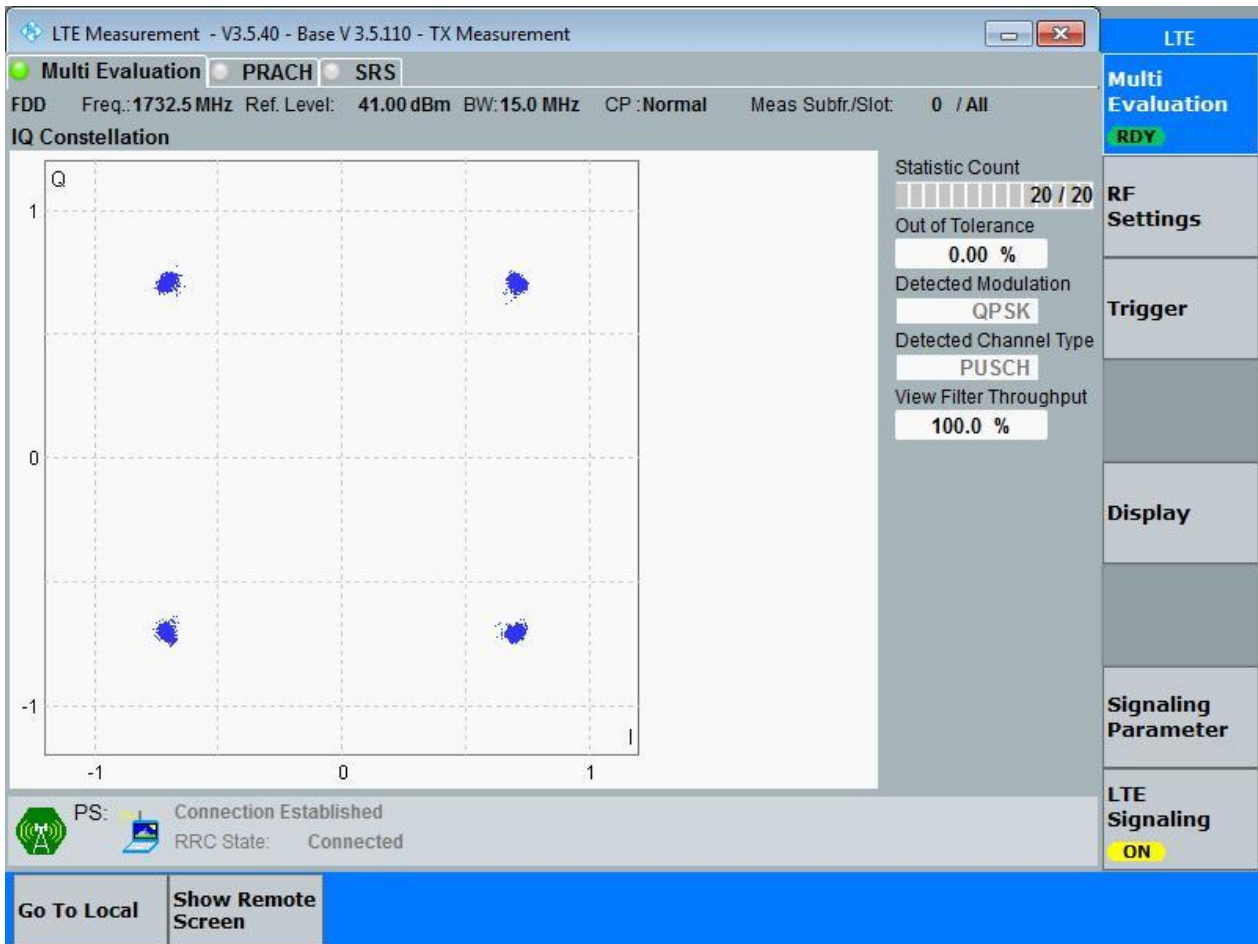 LTE Measurement - V3.5.40 - Base V 3.5.110 - TX Measurement
LTE
Multi Evaluation PRACH SRS
FDD Freq.: 1732.5 MHz Ref. Level: 41.00 dBm BW: 15.0 MHz CP : Normal Meas Subfr./Slot: 0 / All
IQ Constellation
Q
1
0
-1
I
-1 0 1
Statistic Count
20 / 20
Out of Tolerance
0.00 %
Detected Modulation
QPSK
Detected Channel Type
PUSCH
View Filter Throughput
100.0 %
Multi
Evaluation
RDY
RF
Settings
Trigger
Display
Signaling
Parameter
LTE
Signaling
ON
PS: Connection Established
RRC State: Connected
Go To Local
Show Remote
Screen